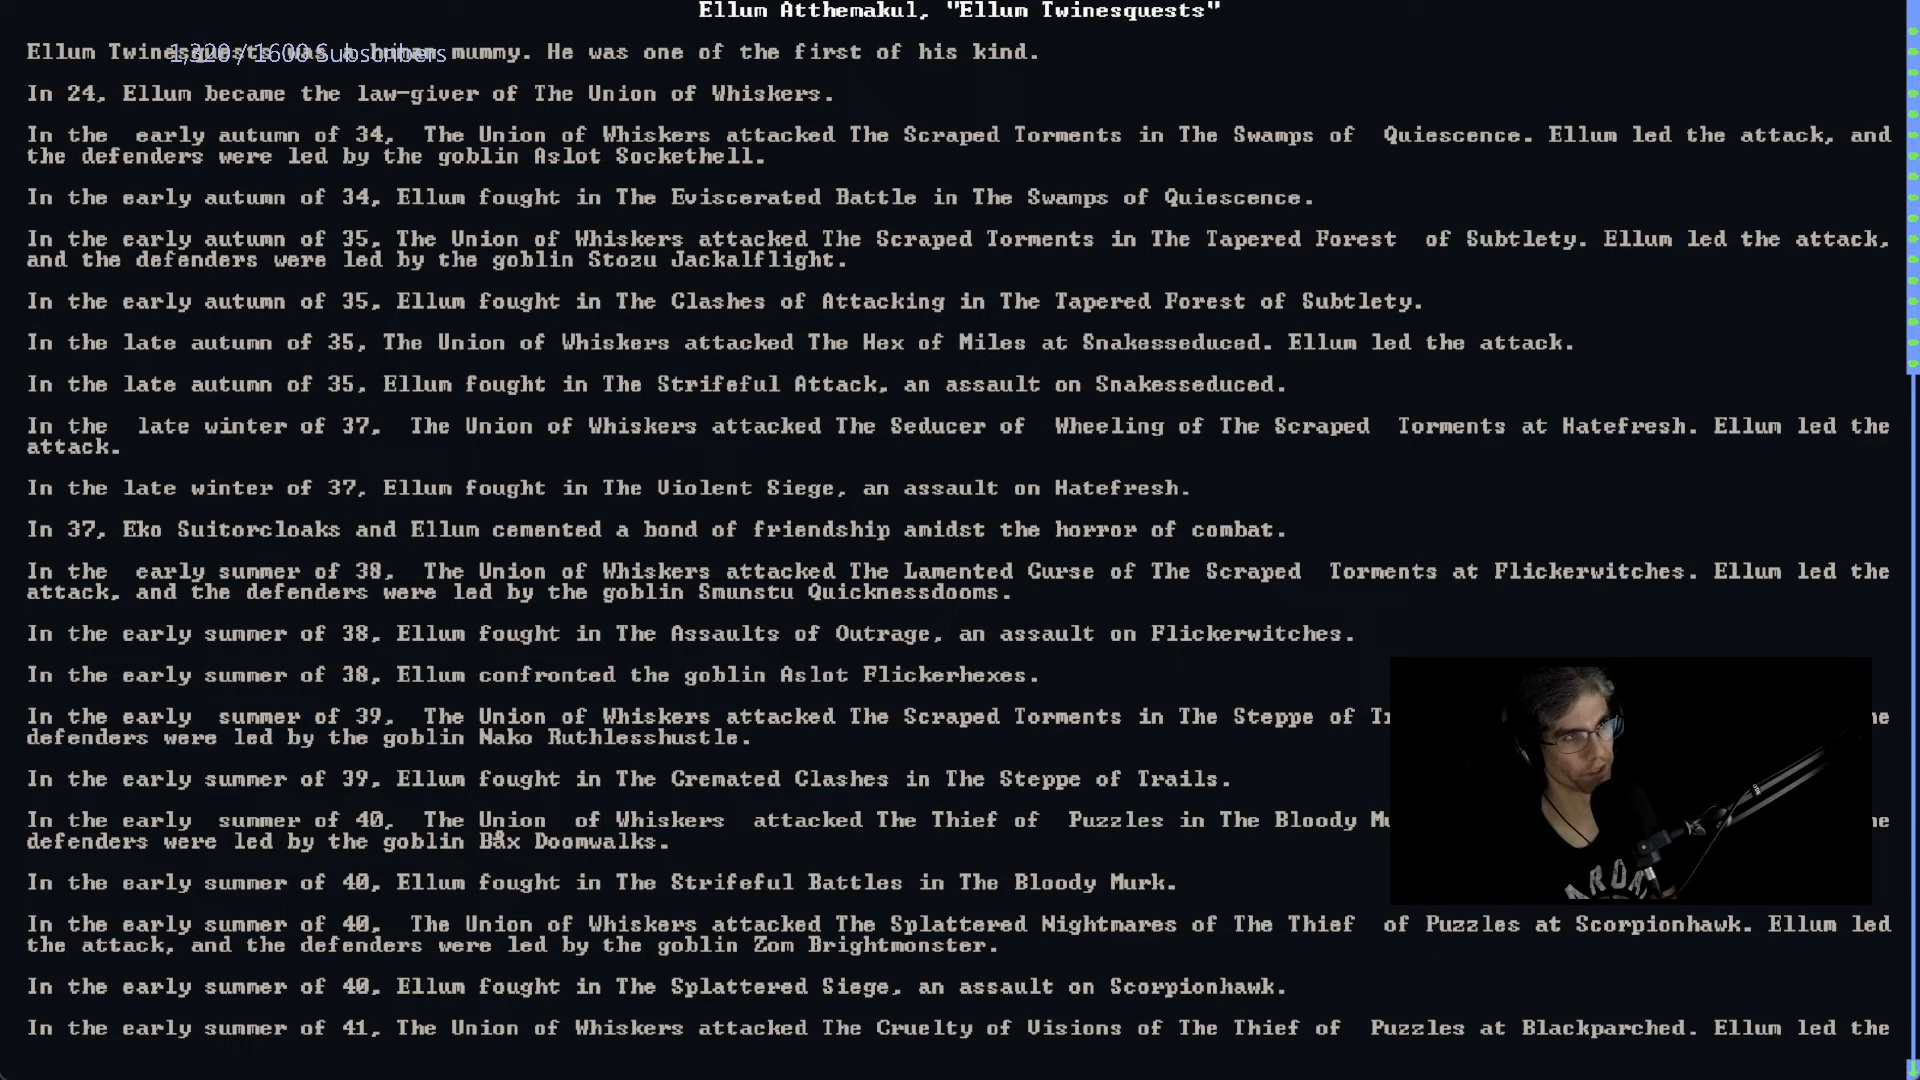 Ellum Atthemakul, "Ellum Twinesquests"
1,320 / 1600 Subscribers
Ellum Twinesquests was a human mummy. He was one of the first of his kind.
In 24, Ellum became the law-giver of The Union of Whiskers.
In the early autumn of 34, The Union of Whiskers attacked The Scraped Torments in The Swamps of Quiescence. Ellum led the attack, and
the defenders were led by the goblin Aslot Sockethell.
In the early autumn of 34, Ellum fought in The Eviscerated Battle in The Swamps of Quiescence.
In the early autumn of 35, The Union of Whiskers attacked The Scraped Torments in The Tapered Forest of Subtlety. Ellum led the attack,
and the defenders were led by the goblin Stozu Jackalflight.
In the early autumn of 35, Ellum fought in The Clashes of Attacking in The Tapered Forest of Subtlety.
In the late autumn of 35, The Union of Whiskers attacked The Hex of Miles at Snakesseduced. Ellum led the attack.
In the late autumn of 35, Ellum fought in The Strifeful Attack, an assault on Snakesseduced.
In the late winter of 37, The Union of Whiskers attacked The Seducer of Wheeling of The Scraped Torments at Hatefresh. Ellum led the
attack.
In the late winter of 37, Ellum fought in The Violent Siege, an assault on Hatefresh.
In 37, Eko Suitorcloaks and Ellum cemented a bond of friendship amidst the horror of combat.
In the early summer of 38, The Union of Whiskers attacked The Lamented Curse of The Scraped Torments at Flickerwitches. Ellum led the
attack, and the defenders were led by the goblin Smunstu Quicknessdooms.
In the early summer of 38, Ellum fought in The Assaults of Outrage, an assault on Flickerwitches.
In the early summer of 38, Ellum confronted the goblin Aslot Flickerhexes.
In the early summer of 39, The Union of Whiskers attacked The Scraped Torments in The Steppe of
defenders were led by the goblin Nako Ruthlesshustle.
In the early summer of 39, Ellum fought in The Cremated Clashes in The Steppe of Trails.
In the early summer of 40, The Union of Whiskers attacked The Thief of Puzzles in The Bloody
defenders were led by the goblin Båx Doomwalks.
In the early summer of 40, Ellum fought in The Strifeful Battles in The Bloody Murk.
In the early summer of 40, The Union of Whiskers attacked The Splattered Nightmares of The Thief of Puzzles at Scorpionhawk. Ellum led
the attack, and the defenders were led by the goblin Zom Brightmonster.
In the early summer of 40, Ellum fought in The Splattered Siege, an assault on Scorpionhawk.
In the early summer of 41, The Union of Whiskers attacked The Cruelty of Visions of The Thief of Puzzles at Blackparched. Ellum led the